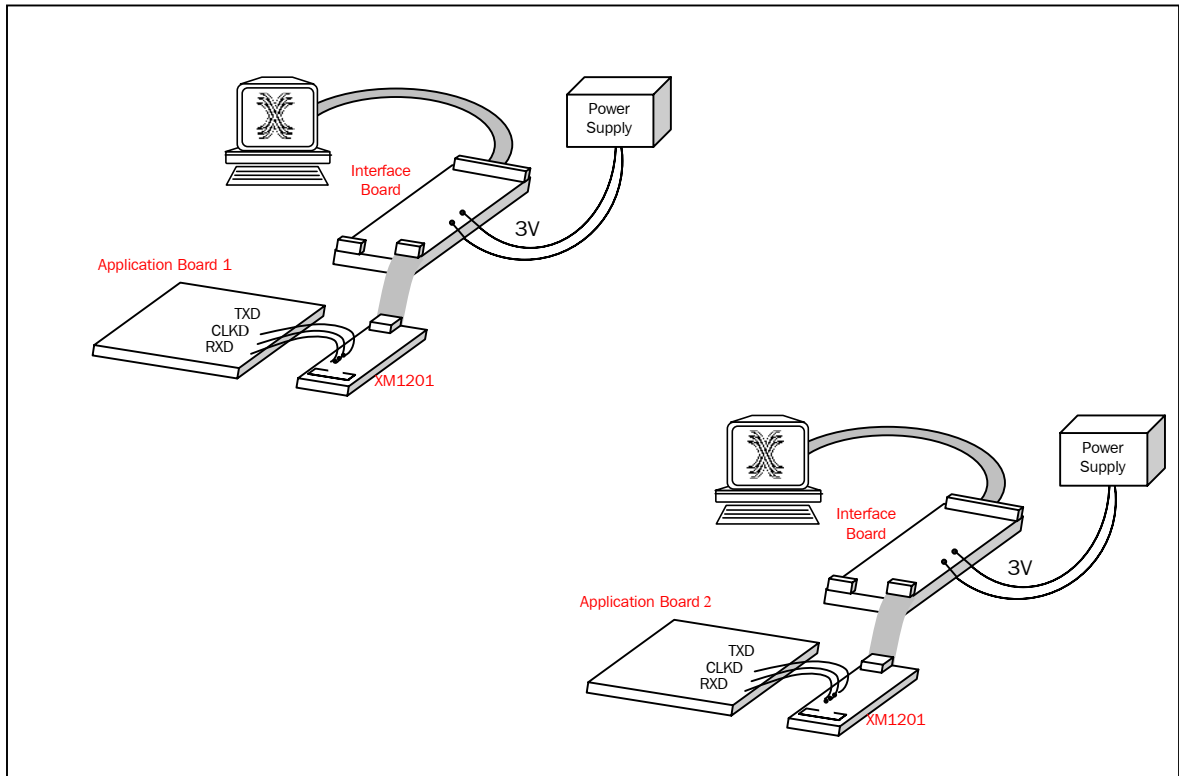 Power
Supply
Interface
Board
3V
Application Board 1
TXD
CLKD
RXD
XM1201
Power
Supply
Interface
Board
3V
Application Board 2
TXD
CLKD
RXD
XM1201